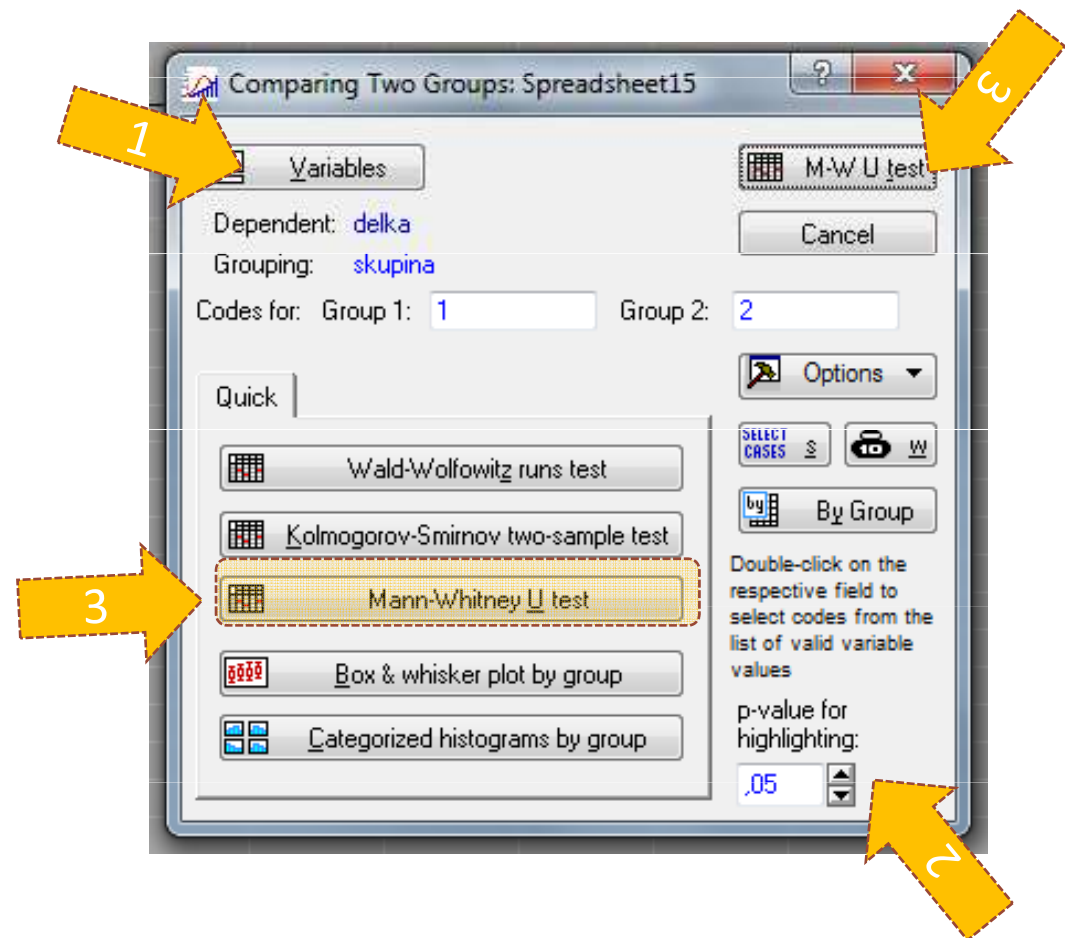 Comparing Two Groups: Spreadsheet15
?
X
3
1
Variables
M-W U test
Dependent: delka
Cancel
Grouping: skupina
Codes for: Group 1: 1 Group 2: 2
Options
Quick
SELECT CASES S
W
Wald-Wolfowitz runs test
by By Group
Kolmogorov-Smirnov two-sample test
3
Mann-Whitney U test
Double-click on the
respective field to
select codes from the
list of valid variable
values
Box & whisker plot by group
p-value for
highlighting:
Categorized histograms by group
,05
2